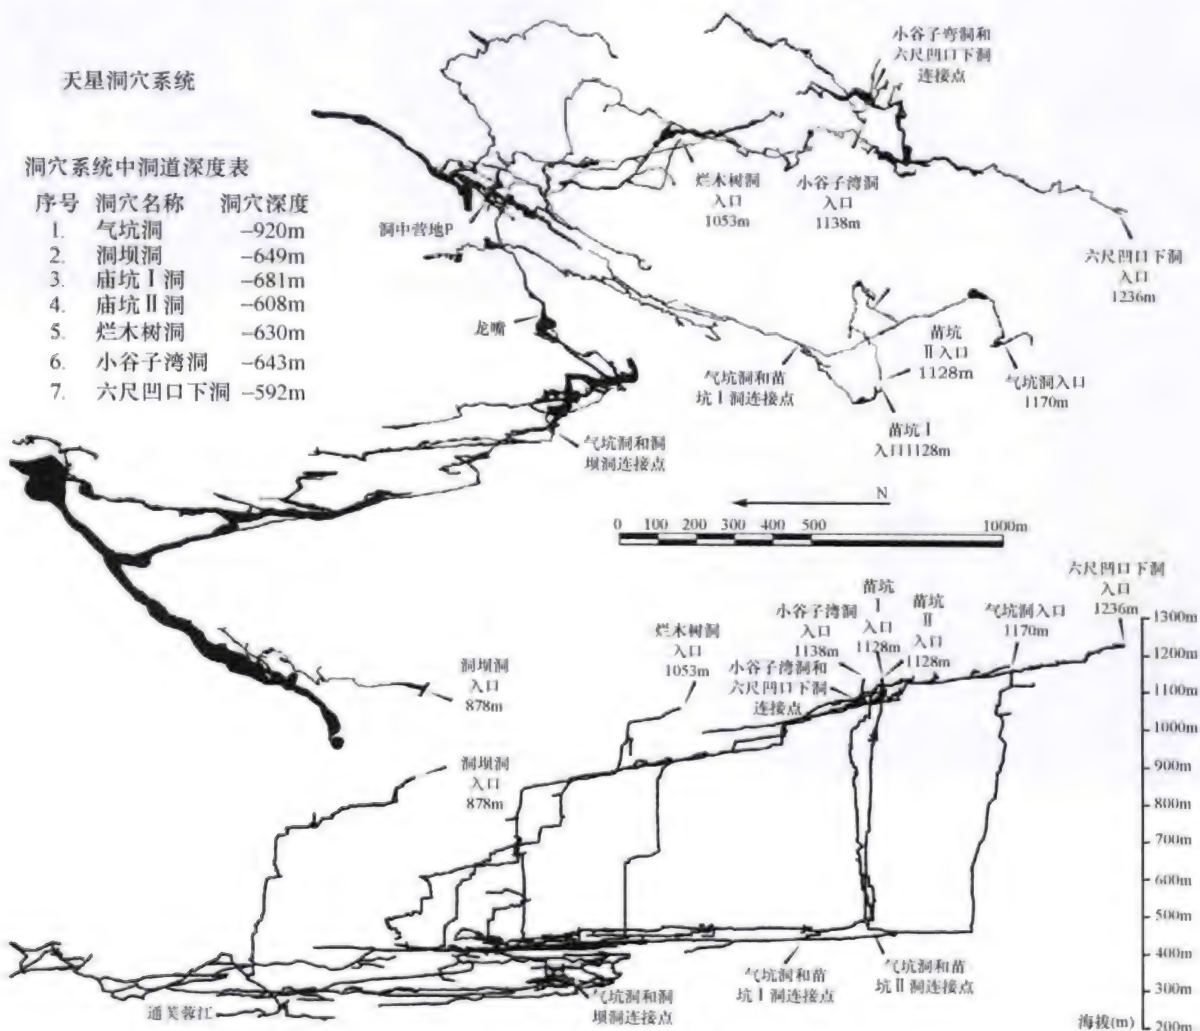 天星洞穴系统
洞穴系统中洞道深度表
序号 洞穴名称 洞穴深度
1. 气坑洞 -920m
2. 洞坝洞 -649m
3. 庙坑Ⅰ洞 -681m
4. 庙坑Ⅱ洞 -608m
5. 烂木树洞 -630m
6. 小谷子湾洞 -643m
7. 六尺凹口下洞 -592m
小谷子弯洞和
六尺凹口下洞
连接点
烂木树洞
入口
1053m
小谷子湾洞
入口
1138m
六尺凹口下洞
入口
1236m
洞中营地P
龙嘴
气坑洞和苗
坑Ⅰ洞连接点
苗坑
Ⅱ入口
1128m
气坑洞入口
1170m
苗坑Ⅰ
入口1128m
气坑洞和洞
坝洞连接点
N
0 100 200 300 400 500 1000m
洞坝洞
入口
878m
洞坝洞
入口
878m
烂木树洞
入口
1053m
小谷子湾洞
入口
1138m
苗坑
Ⅰ
入口
1128m
苗坑
Ⅱ
入口
1128m
气坑洞入口
1170m
六尺凹口下洞
入口
1236m
小谷子湾洞和
六尺凹口下洞
连接点
1300m
1200m
1100m
1000m
900m
800m
700m
600m
500m
400m
300m
200m
海拔(m)
气坑洞和苗
坑Ⅰ洞连接点
气坑洞和苗
坑Ⅱ洞连接点
气坑洞和洞
坝洞连接点
通芙蓉江